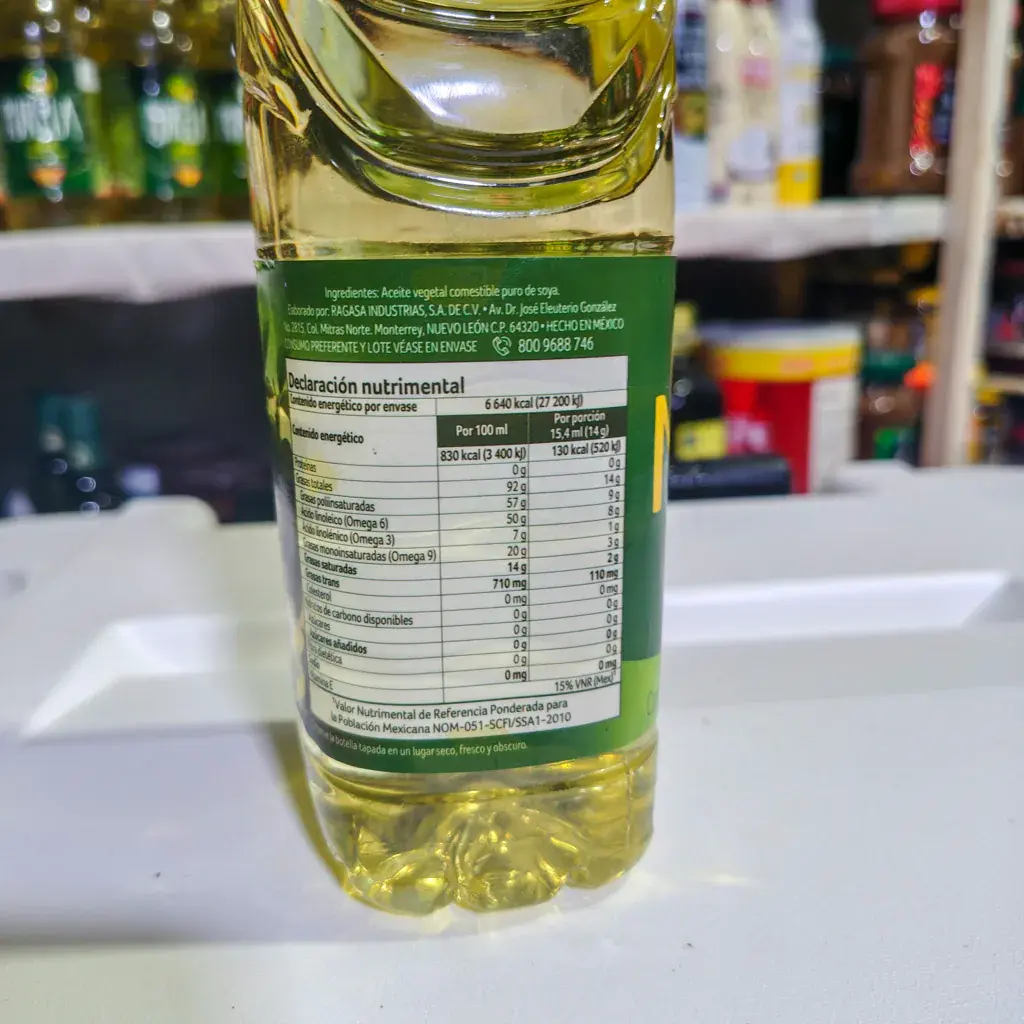 Ingredientes: Aceite vegetal comestible puro de soya.
Elaborado por: RAGASA INDUSTRIAS, S.A. DE C.V. • Av. Dr. José Eleuterio González
No. 2815, Col. Mitras Norte. Monterrey, NUEVO LEÓN C.P. 64320 • HECHO EN MÉXICO
CONSUMO PREFERENTE Y LOTE VÉASE EN ENVASE 800 9688 746
Declaración nutrimental
Contenido energético por envase 6 640 kcal (27 200 kJ)
Contenido energético Por 100 ml Por porción 15,4 ml (14 g)
830 kcal (3 400 kJ) 130 kcal (520 kJ)
Proteínas 0 g 0 g
Grasas totales 92 g 14 g
Grasas poliinsaturadas 57 g 9 g
Ácido linoleico (Omega 6) 50 g 8 g
Ácido linolénico (Omega 3) 7 g 1 g
Grasas monoinsaturadas (Omega 9) 20 g 3 g
Grasas saturadas 14 g 2 g
Grasas trans 710 mg 110 mg
Colesterol 0 mg 0 mg
de carbono disponibles 0 g 0 g
Azúcares 0 g 0 g
Azúcares añadidos 0 g 0 g
dietética 0 g 0 g
Sodio 0 mg 0 mg
Vitamina E 15% VNR (Mex)*
*Valor Nutrimental de Referencia Ponderada para
la Población Mexicana NOM-051-SCFI/SSA1-2010
la botella tapada en un lugar seco, fresco y obscuro.